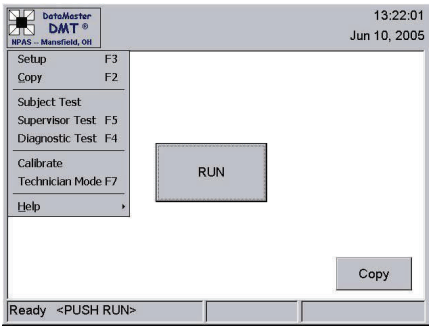 DataMaster
DMT ®
NPAS -- Mansfield, OH
13:22:01
Jun 10, 2005
Setup F3
Copy F2
Subject Test
Supervisor Test F5
Diagnostic Test F4
Calibrate
Technician Mode F7
Help
RUN
Copy
Ready <PUSH RUN>